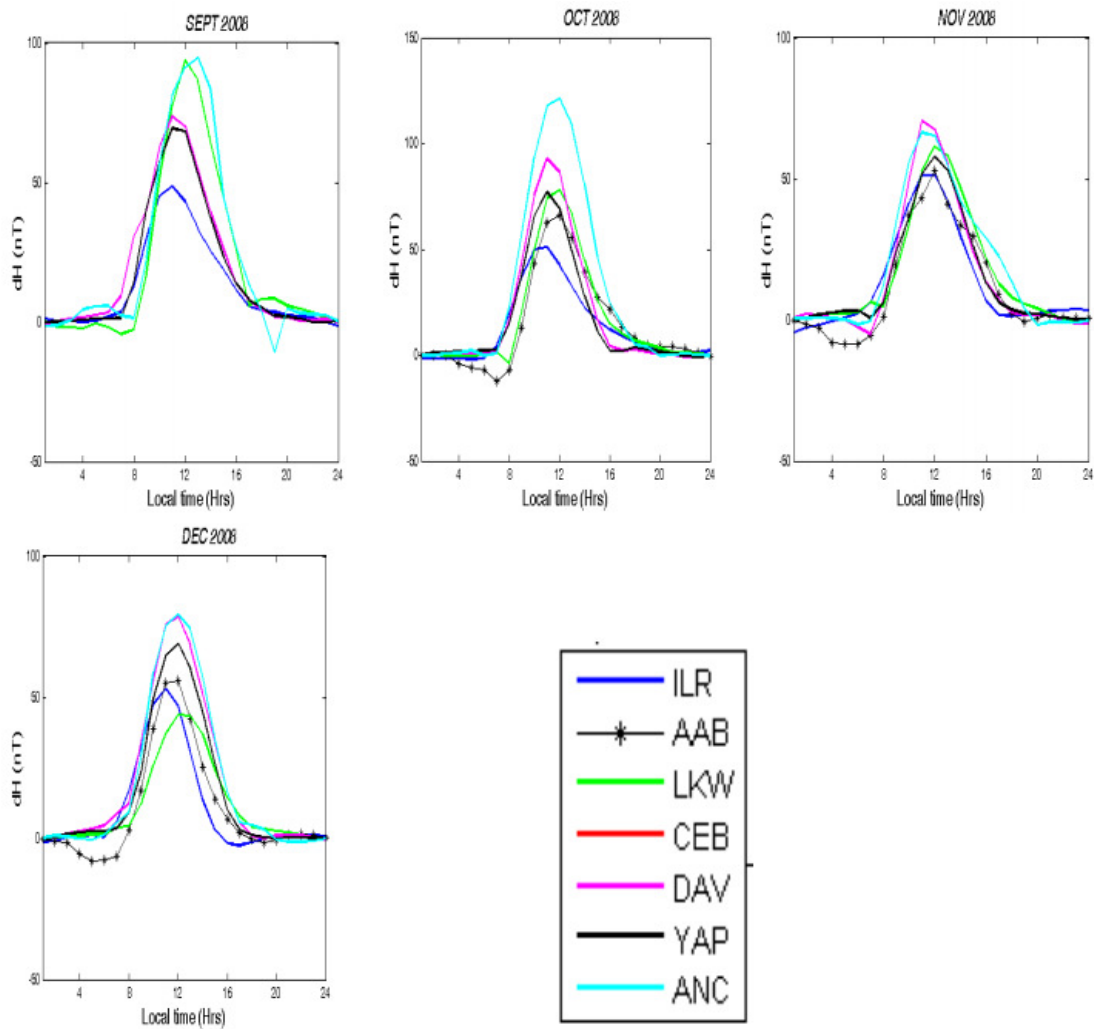 SEPT 2008
100
50
0
-50
dH (nT)
4 8 12 16 20 24
Local time (Hrs)
OCT 2008
150
100
50
0
-50
dH (nT)
4 8 12 16 20 24
Local time (Hrs)
NOV 2008
100
50
0
-50
dH (nT)
4 8 12 16 20 24
Local time (Hrs)
DEC 2008
100
50
0
-50
dH (nT)
4 8 12 16 20 24
Local time (Hrs)
ILR
AAB
LKW
CEB
DAV
YAP
ANC